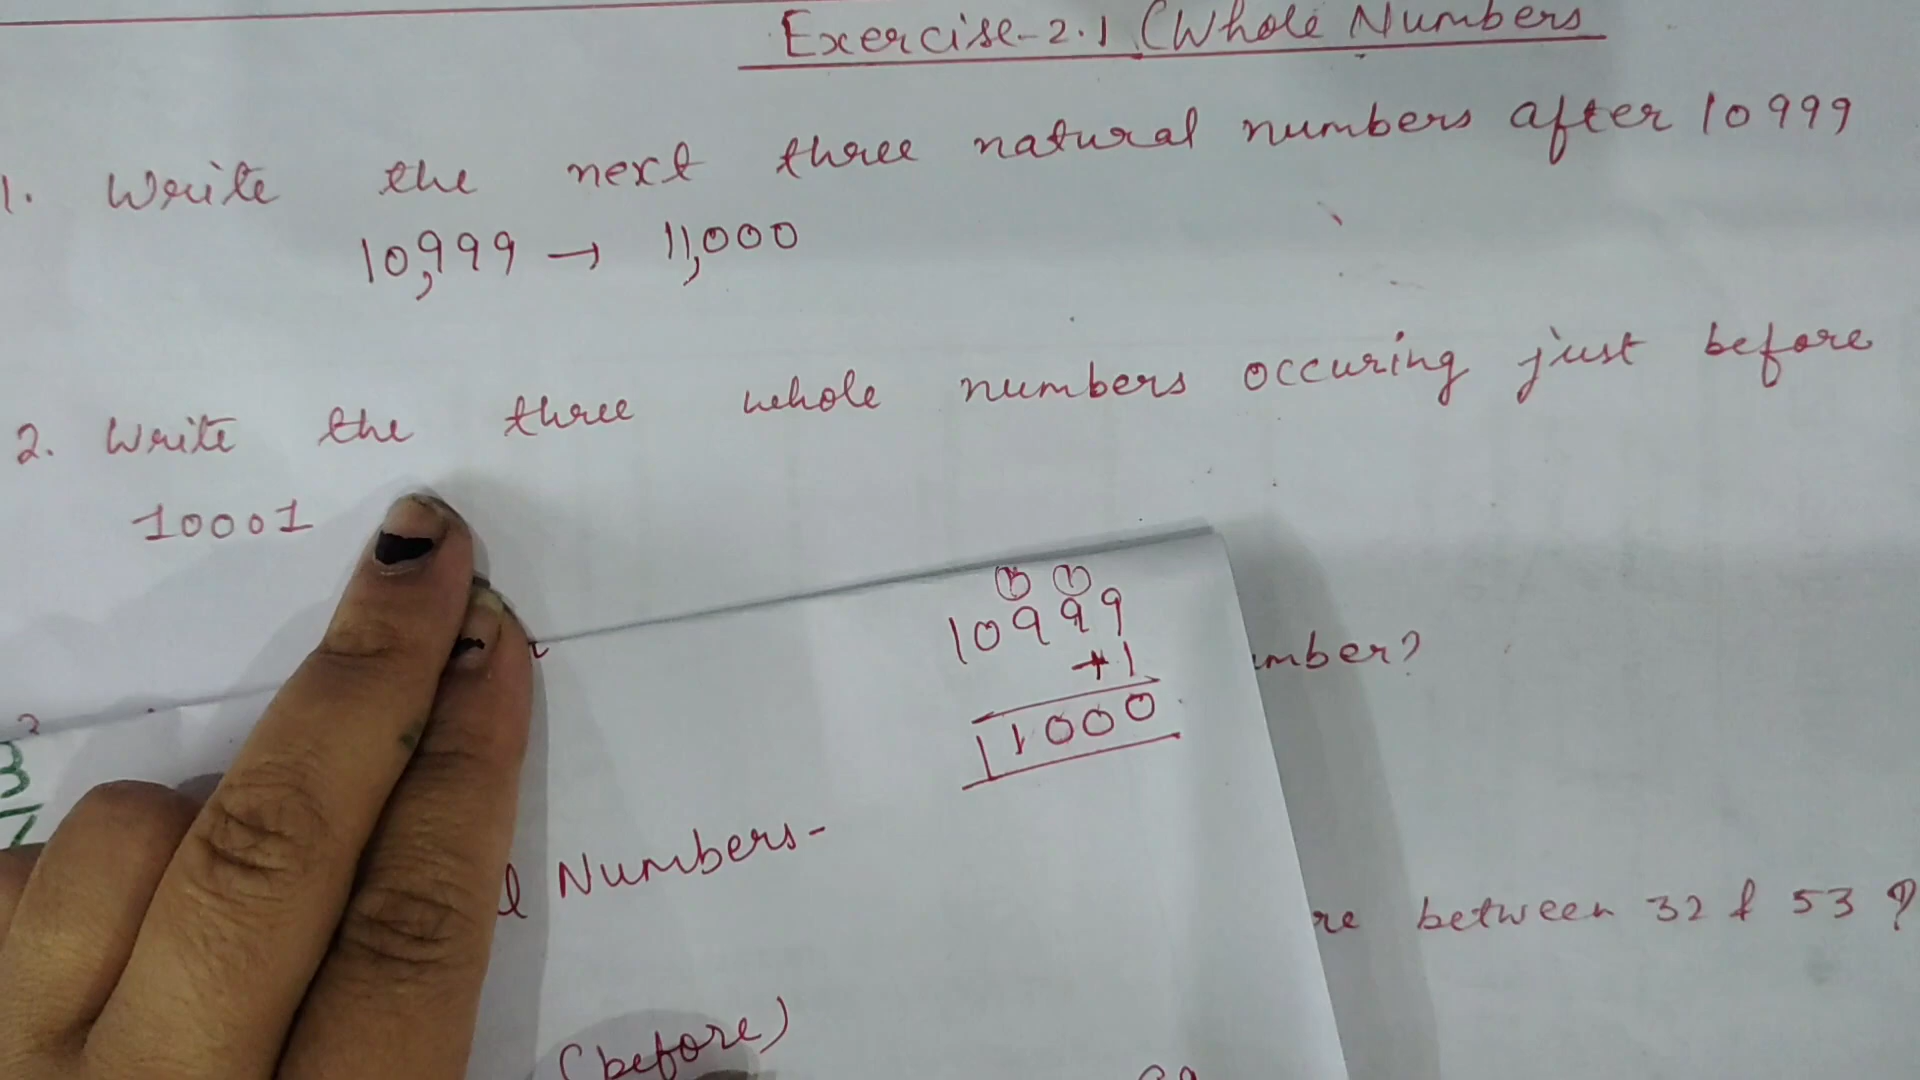 Exercise-2.1 (Whole Numbers
1. Write the next three natural numbers after 10999
10,999 → 11,000
2. Write the three whole numbers occuring just before
10001
① ①
10999
+1
11000
mber?
l Numbers-
re between 32 & 53 ?
(before)